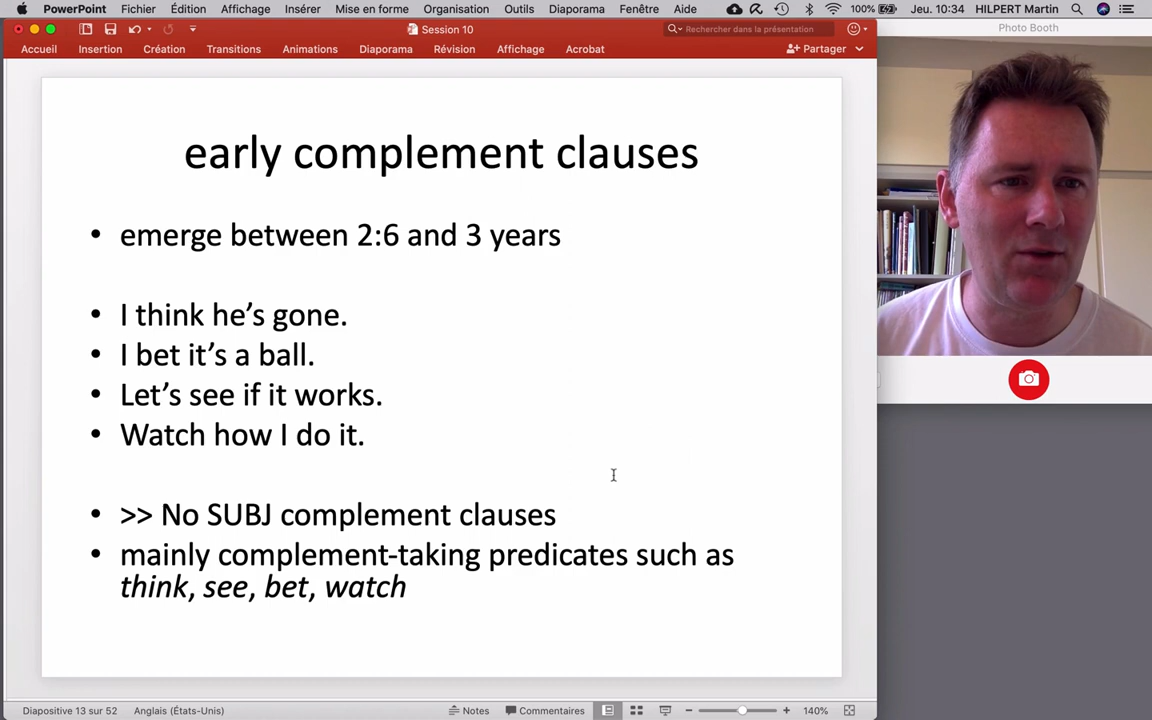 PowerPoint Fichier Édition Affichage Insérer Mise en forme Organisation Outils Diaporama Fenêtre Aide 100% Jeu. 10:34 HILPERT Martin
Session 10
Rechercher dans la présentation
Photo Booth
Accueil Insertion Création Transitions Animations Diaporama Révision Affichage Acrobat Partager
early complement clauses
• emerge between 2:6 and 3 years
• I think he's gone.
• I bet it's a ball.
• Let's see if it works.
• Watch how I do it.
• >> No SUBJ complement clauses
• mainly complement-taking predicates such as
think, see, bet, watch
Diapositive 13 sur 52 Anglais (États-Unis) Notes Commentaires 140%